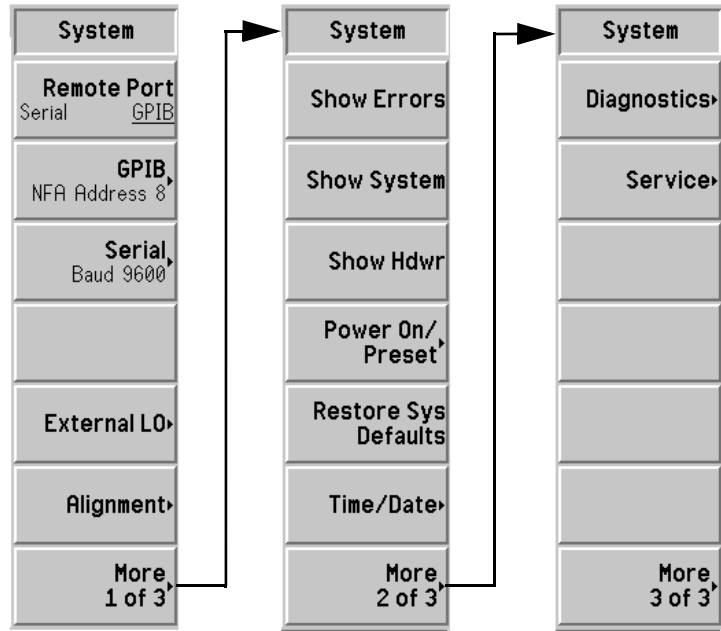 System
Remote Port
Serial GPIB
GPIB
NFA Address 8
Serial
Baud 9600
External LO
Alignment
More
1 of 3
System
Show Errors
Show System
Show Hdwr
Power On/
Preset
Restore Sys
Defaults
Time/Date
More
2 of 3
System
Diagnostics
Service
More
3 of 3